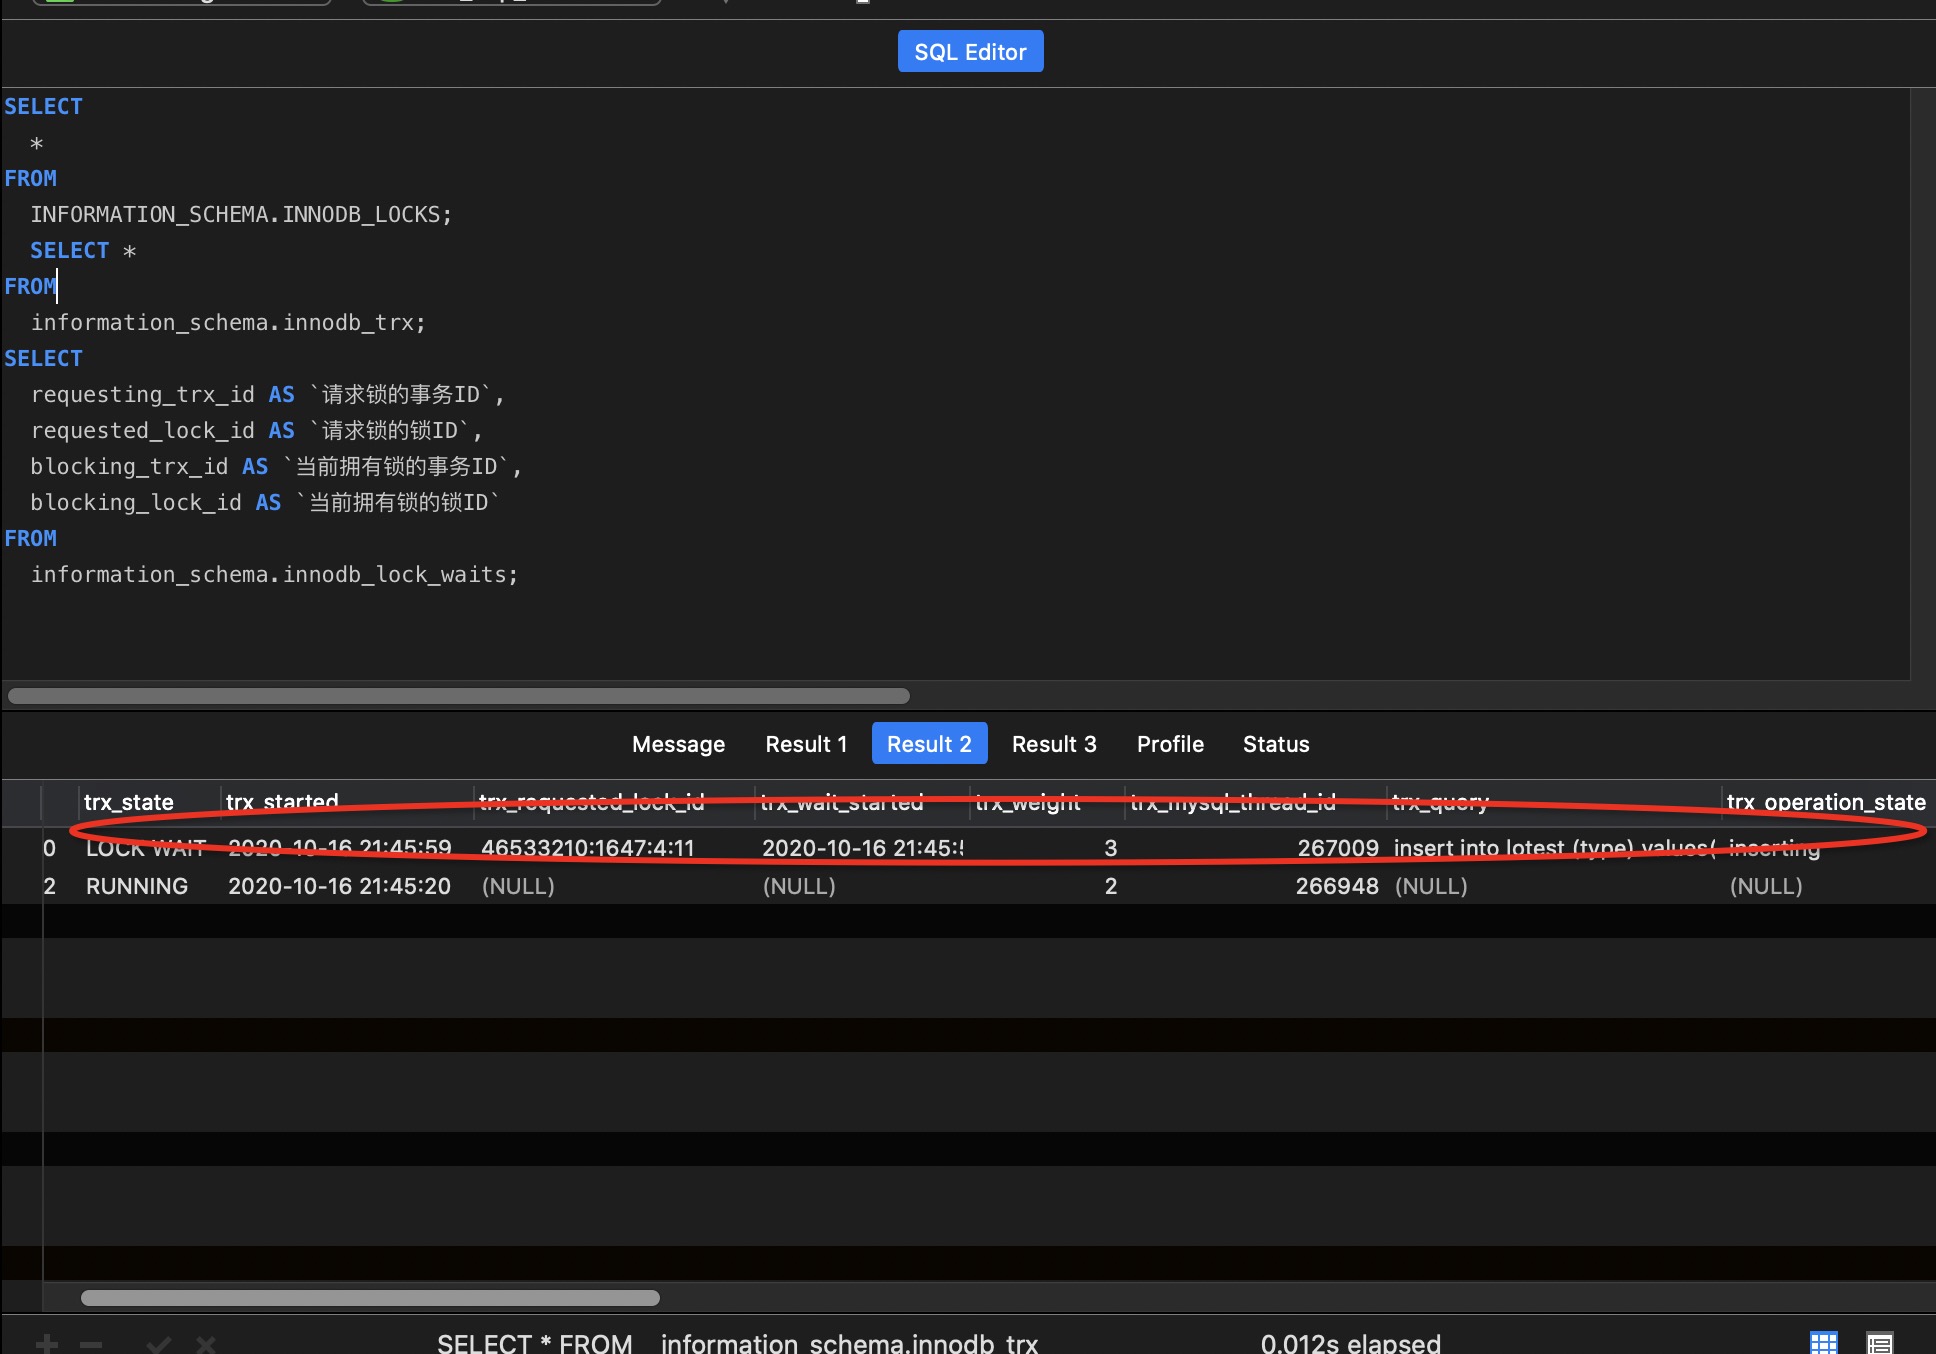 SQL Editor
SELECT
*
FROM
INFORMATION_SCHEMA.INNODB_LOCKS;
SELECT *
FROM
information_schema.innodb_trx;
SELECT
requesting_trx_id AS `请求锁的事务ID`,
requested_lock_id AS `请求锁的锁ID`,
blocking_trx_id AS `当前拥有锁的事务ID`,
blocking_lock_id AS `当前拥有锁的锁ID`
FROM
information_schema.innodb_lock_waits;
Message Result 1 Result 2 Result 3 Profile Status
trx_state trx_started trx_requested_lock_id trx_wait_started trx_weight trx_mysql_thread_id trx_query trx_operation_state
0 LOCK WAIT 2020-10-16 21:45:59 46533210:1647:4:11 2020-10-16 21:45: 3 267009 insert into lotest (type) values( inserting
2 RUNNING 2020-10-16 21:45:20 (NULL) (NULL) 2 266948 (NULL) (NULL)
SELECT * FROM information_schema.innodb_trx 0.012s elapsed